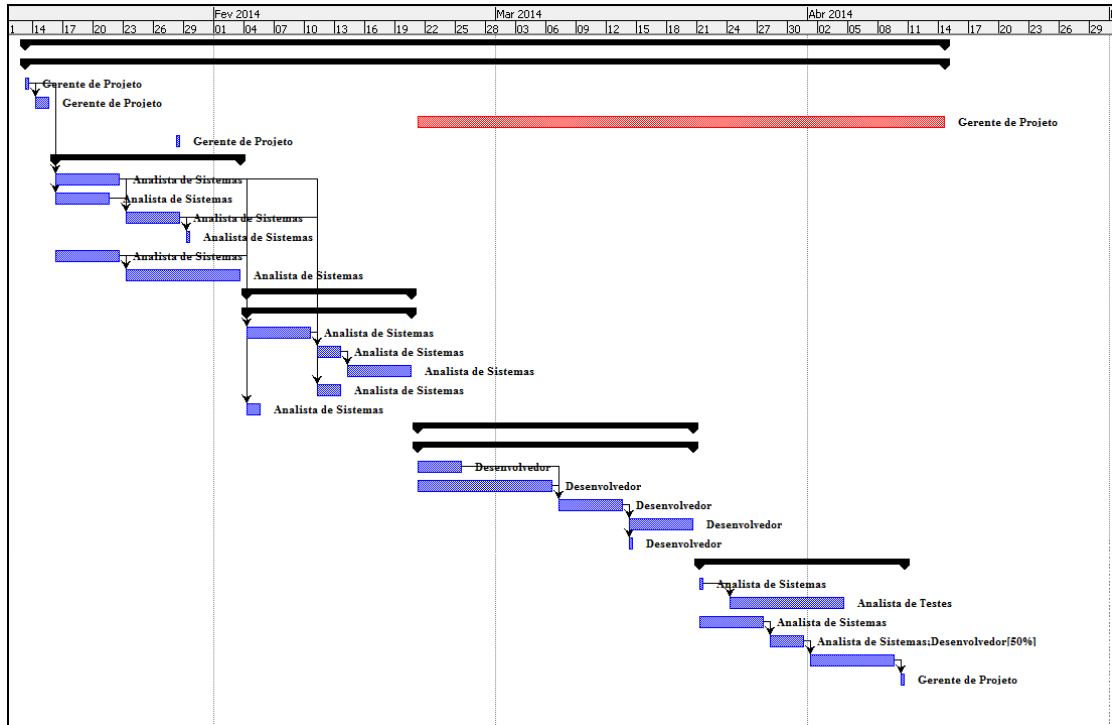 Fev 2014 Mar 2014 Abr 2014
14 17 20 23 26 29 01 04 07 10 13 16 19 22 25 28 03 06 09 12 15 18 21 24 27 30 02 05 08 11 14 17 20 23 26 29
Gerente de Projeto
Gerente de Projeto
Gerente de Projeto
Gerente de Projeto
Analista de Sistemas
Analista de Sistemas
Analista de Sistemas
Analista de Sistemas
Analista de Sistemas
Analista de Sistemas
Analista de Sistemas
Analista de Sistemas
Analista de Sistemas
Analista de Sistemas
Analista de Sistemas
Desenvolvedor
Desenvolvedor
Desenvolvedor
Desenvolvedor
Desenvolvedor
Analista de Sistemas
Analista de Testes
Analista de Sistemas
Analista de Sistemas;Desenvolvedor[50%]
Gerente de Projeto